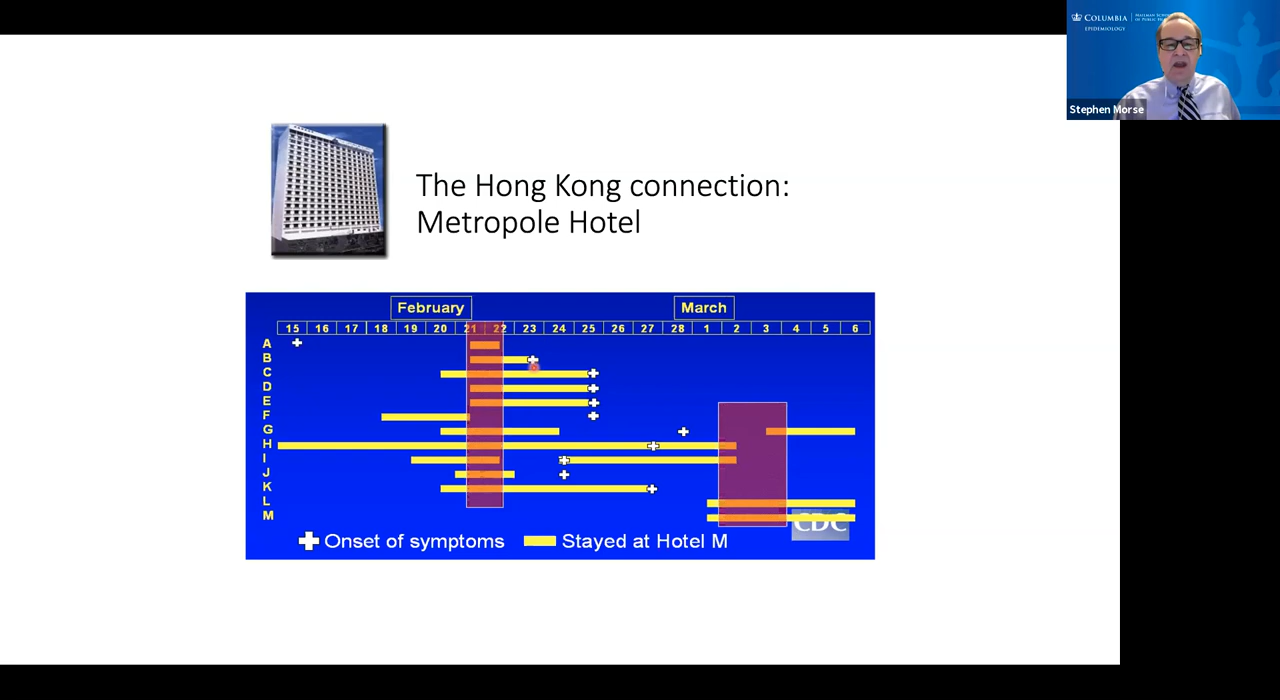 COLUMBIA
MAILMAN SCHOOL
OF PUBLIC HEALTH
EPIDEMIOLOGY
Stephen Morse
The Hong Kong connection:
Metropole Hotel
February March
15 16 17 18 19 20 21 22 23 24 25 26 27 28 1 2 3 4 5 6
A
B
C
D
E
F
G
H
I
J
K
L
M
CDC
Onset of symptoms Stayed at Hotel M